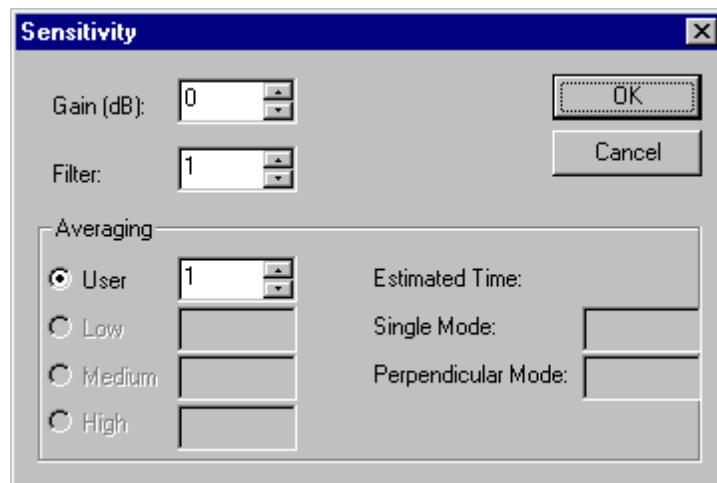 Sensitivity
Gain (dB): 0
OK
Filter: 1
Cancel
Averaging
User 1 Estimated Time:
Low Single Mode:
Medium Perpendicular Mode:
High